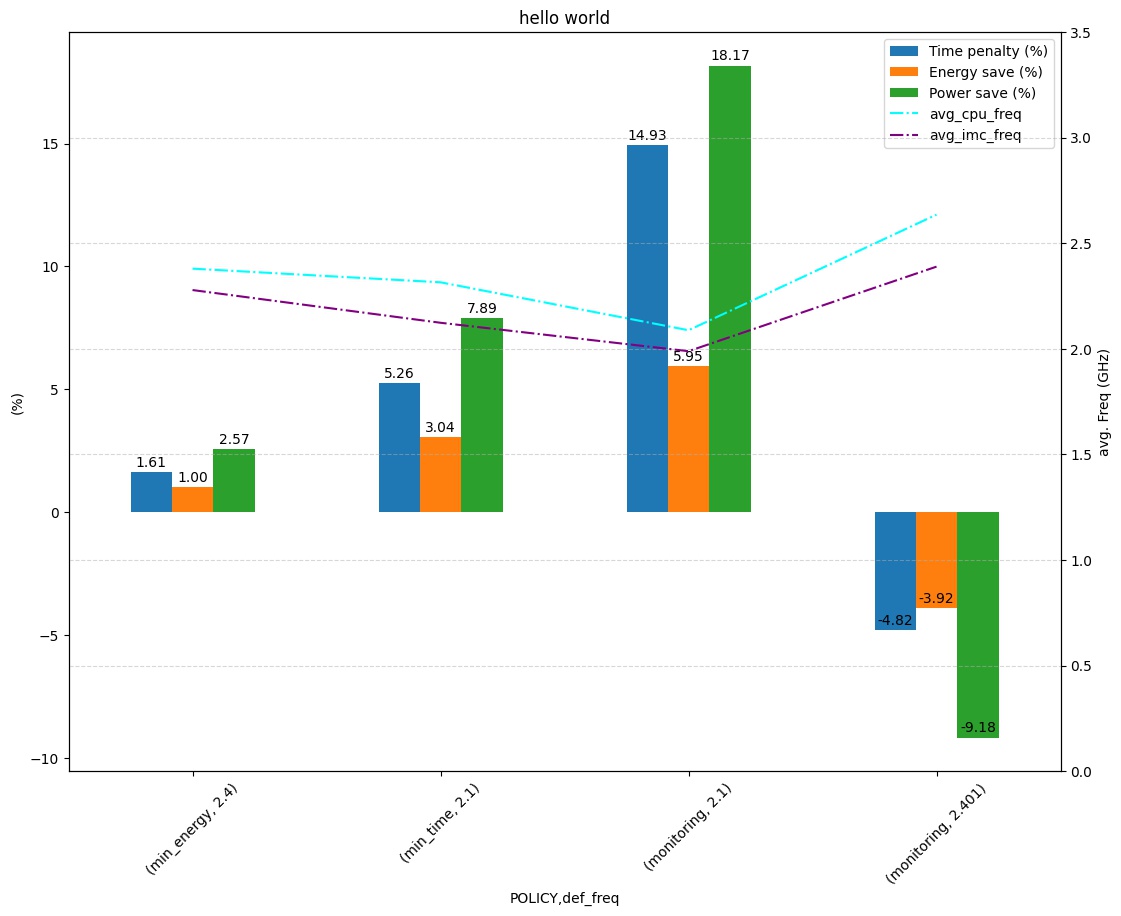 hello world
Time penalty (%)
Energy save (%)
Power save (%)
avg_cpu_freq
avg_imc_freq
(%)
15
10
5
0
−5
−10
3.5
3.0
2.5
2.0
1.5
1.0
0.5
0.0
avg. Freq (GHz)
1.61
1.00
2.57
5.26
3.04
7.89
14.93
5.95
18.17
-4.82
-3.92
-9.18
(min_energy, 2.4)
(min_time, 2.1)
(monitoring, 2.1)
(monitoring, 2.401)
POLICY,def_freq